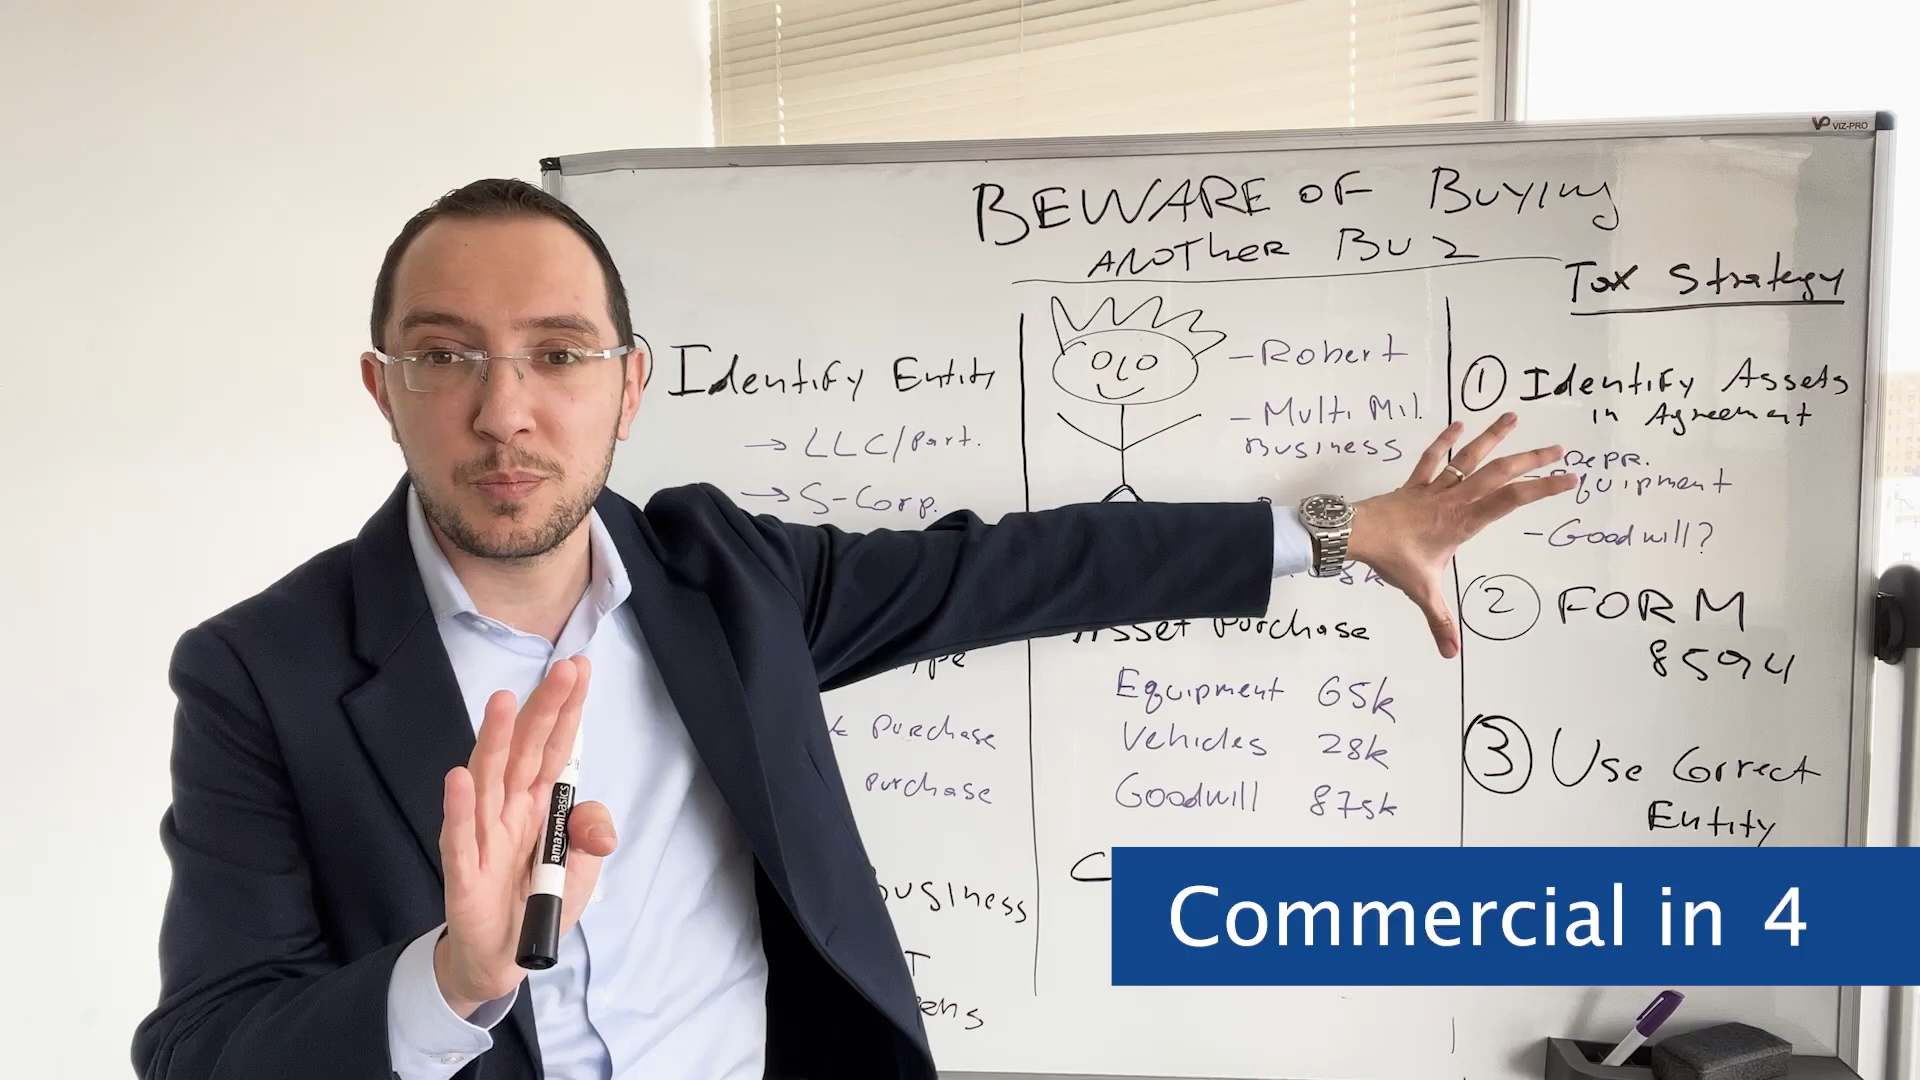 VP VIZ-PRO
BEWARE OF BUYING
ANOTHER BUZ
Identify Entity
→ LLC/Part.
→ S-Corp.
Purchase
Purchase
Business
- Robert
- Multi Mil.
Business
Asset Purchase
Equipment 65k
Vehicles 28k
Goodwill 875k
Tax Strategy
1 Identify Assets
in Agreement
Depr.
Equipment
- Goodwill?
2 FORM
8594
3 Use Correct
Entity
amazonbasics
Commercial in 4